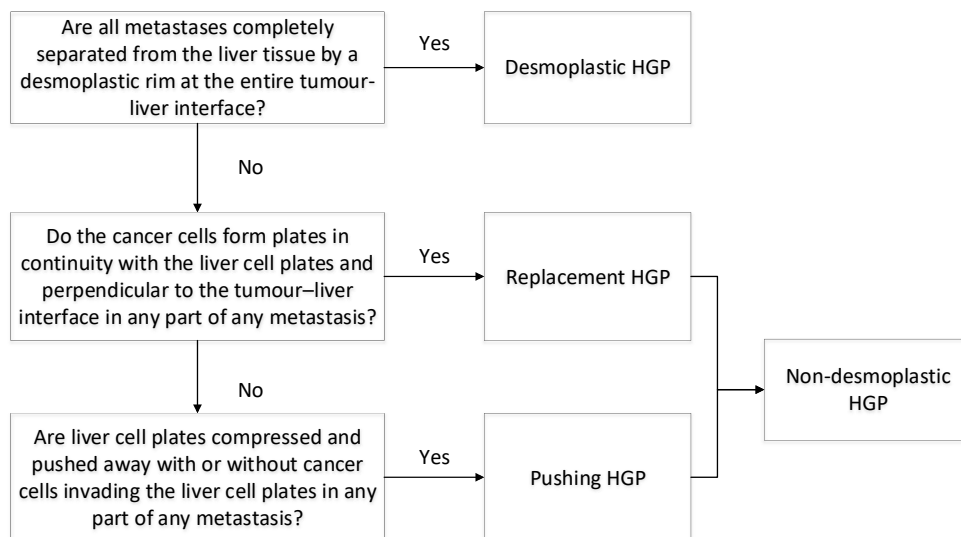 Are all metastases completely
separated from the liver tissue by a
desmoplastic rim at the entire tumour-
liver interface?
Yes
Desmoplastic HGP
No
Do the cancer cells form plates in
continuity with the liver cell plates and
perpendicular to the tumour–liver
interface in any part of any metastasis?
Yes
Replacement HGP
Non-desmoplastic
HGP
No
Are liver cell plates compressed and
pushed away with or without cancer
cells invading the liver cell plates in any
part of any metastasis?
Yes
Pushing HGP